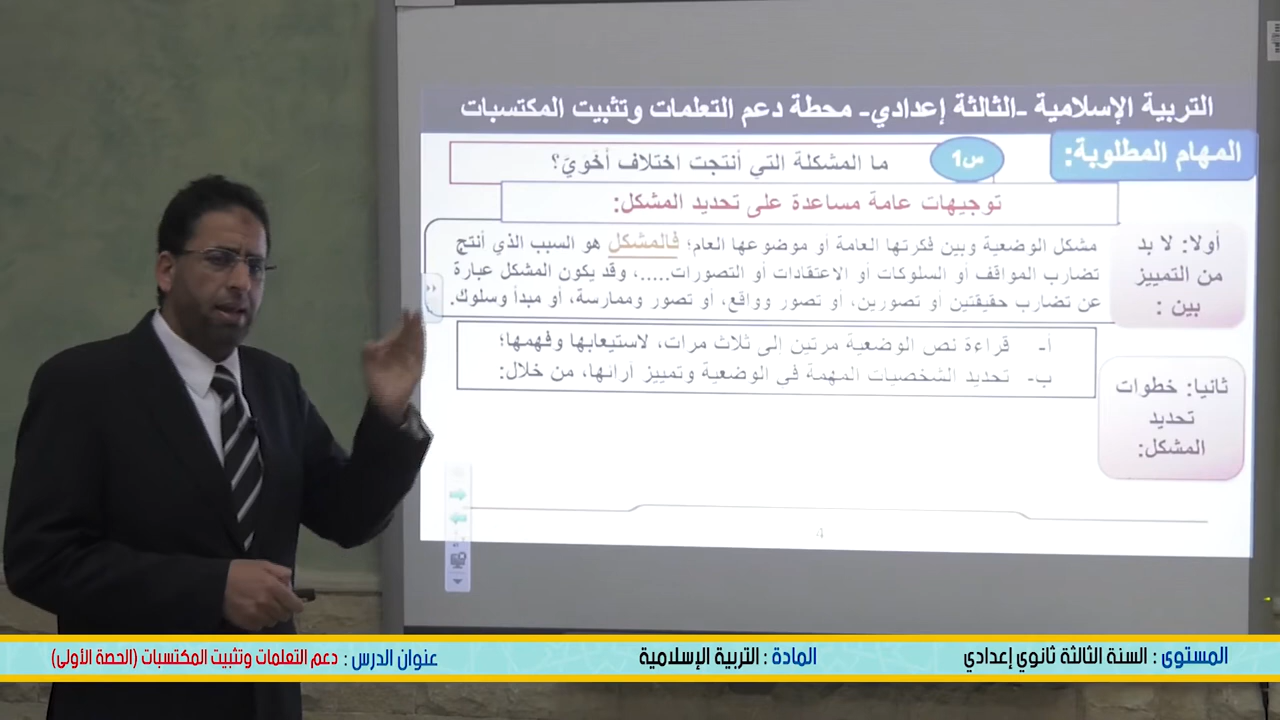 التربية الإسلامية -الثالثة إعدادي- محطة دعم التعلمات وتثبيت المكتسبات
المهام المطلوبة:
س1
ما المشكلة التي أنتجت اختلاف أخَويَ؟
توجيهات عامة مساعدة على تحديد المشكل:
أولا: لا بد
من التمييز
بين :
مشكل الوضعية وبين فكرتها العامة أو موضوعها العام؛ فالمشكل هو السبب الذي أنتج
تضارب المواقف أو السلوكات أو الاعتقادات أو التصورات.....، وقد يكون المشكل عبارة
عن تضارب حقيقتين أو تصورين، أو تصور وواقع، أو تصور وممارسة، أو مبدأ وسلوك.
ثانيا: خطوات
تحديد
المشكل:
أ- قراءة نص الوضعية مرتين إلى ثلاث مرات، لاستيعابها وفهمها؛
ب- تحديد الشخصيات المهمة في الوضعية وتمييز أرائها، من خلال:
4
المستوى : السنة الثالثة ثانوي إعدادي
المادة : التربية الإسلامية
عنوان الدرس : دعم التعلمات وتثبيت المكتسبات (الحصة الأولى)